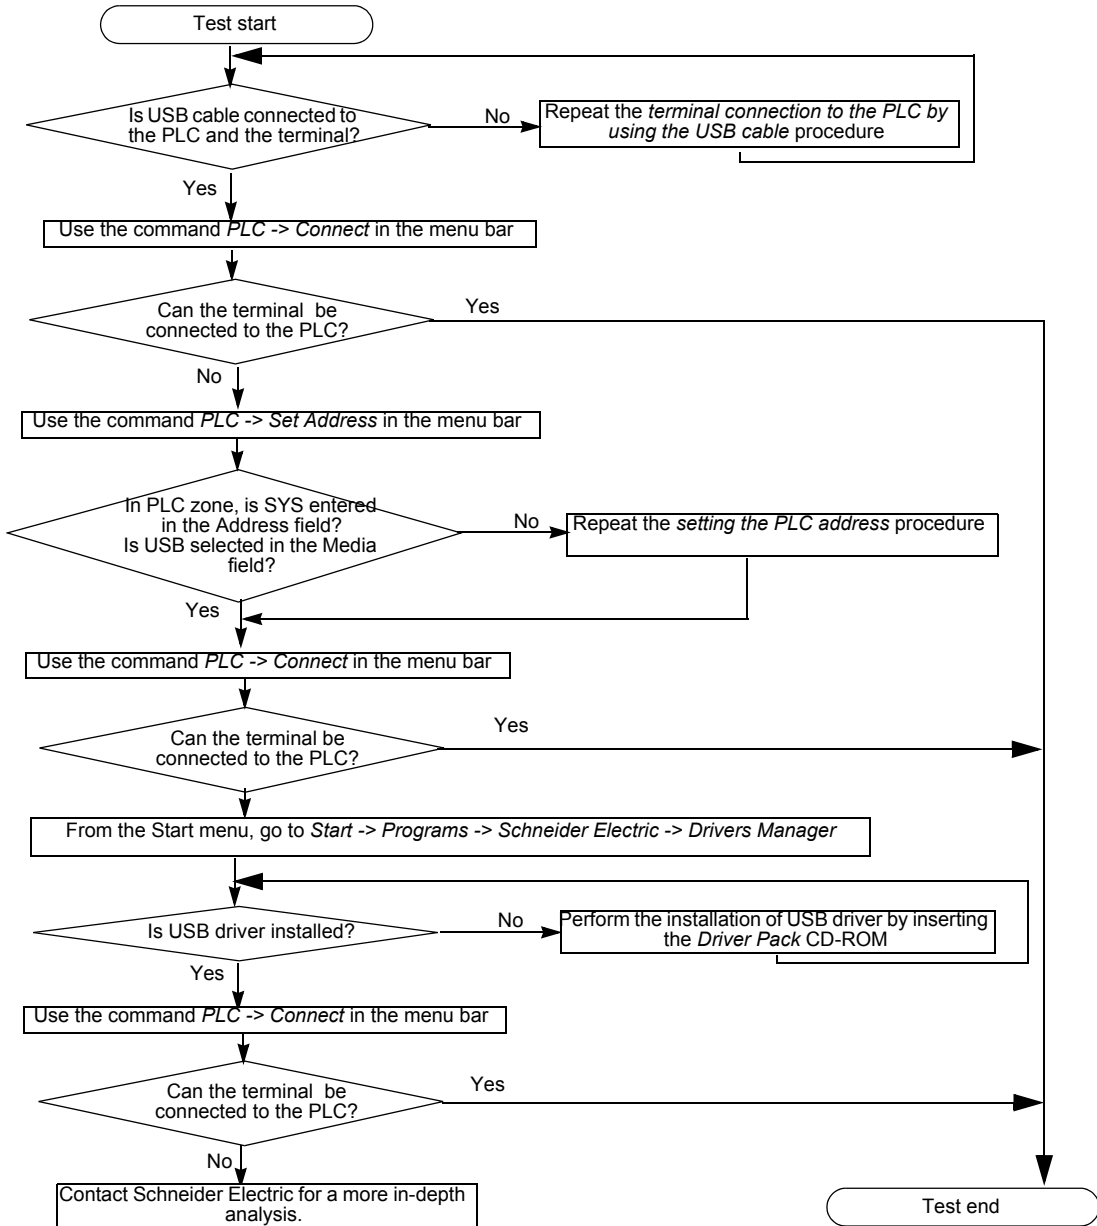 Test start
Is USB cable connected to
the PLC and the terminal?
No
Repeat the terminal connection to the PLC by
using the USB cable procedure
Yes
Use the command PLC -> Connect in the menu bar
Can the terminal be
connected to the PLC?
Yes
No
Use the command PLC -> Set Address in the menu bar
In PLC zone, is SYS entered
in the Address field?
Is USB selected in the Media
field?
No
Repeat the setting the PLC address procedure
Yes
Use the command PLC -> Connect in the menu bar
Can the terminal be
connected to the PLC?
Yes
From the Start menu, go to Start -> Programs -> Schneider Electric -> Drivers Manager
Is USB driver installed?
No
Perform the installation of USB driver by inserting
the Driver Pack CD-ROM
Yes
Use the command PLC -> Connect in the menu bar
Can the terminal be
connected to the PLC?
Yes
No
Contact Schneider Electric for a more in-depth
analysis.
Test end